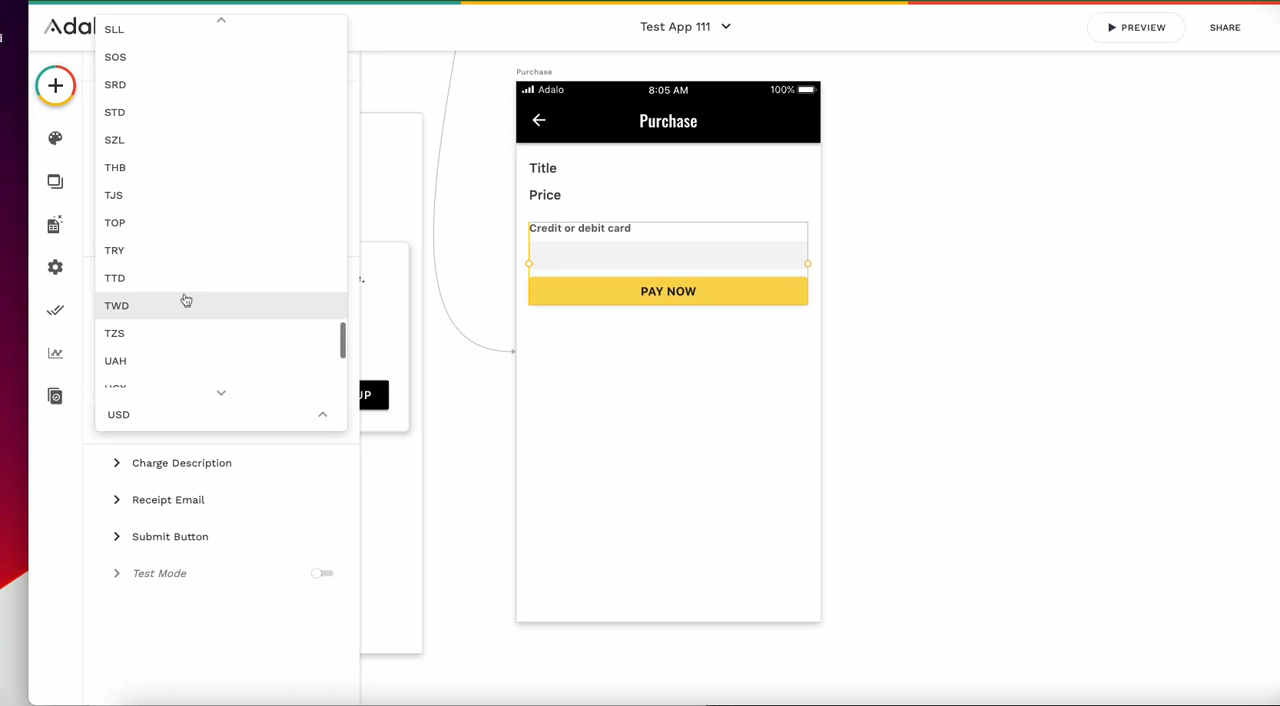 Adal
Test App 111
PREVIEW
SHARE
SLL
SOS
SRD
STD
SZL
THB
TJS
TOP
TRY
TTD
TWD
TZS
UAH
USD
Charge Description
Receipt Email
Submit Button
Test Mode
UP
Purchase
Adalo
8:05 AM
100%
Purchase
Title
Price
Credit or debit card
PAY NOW